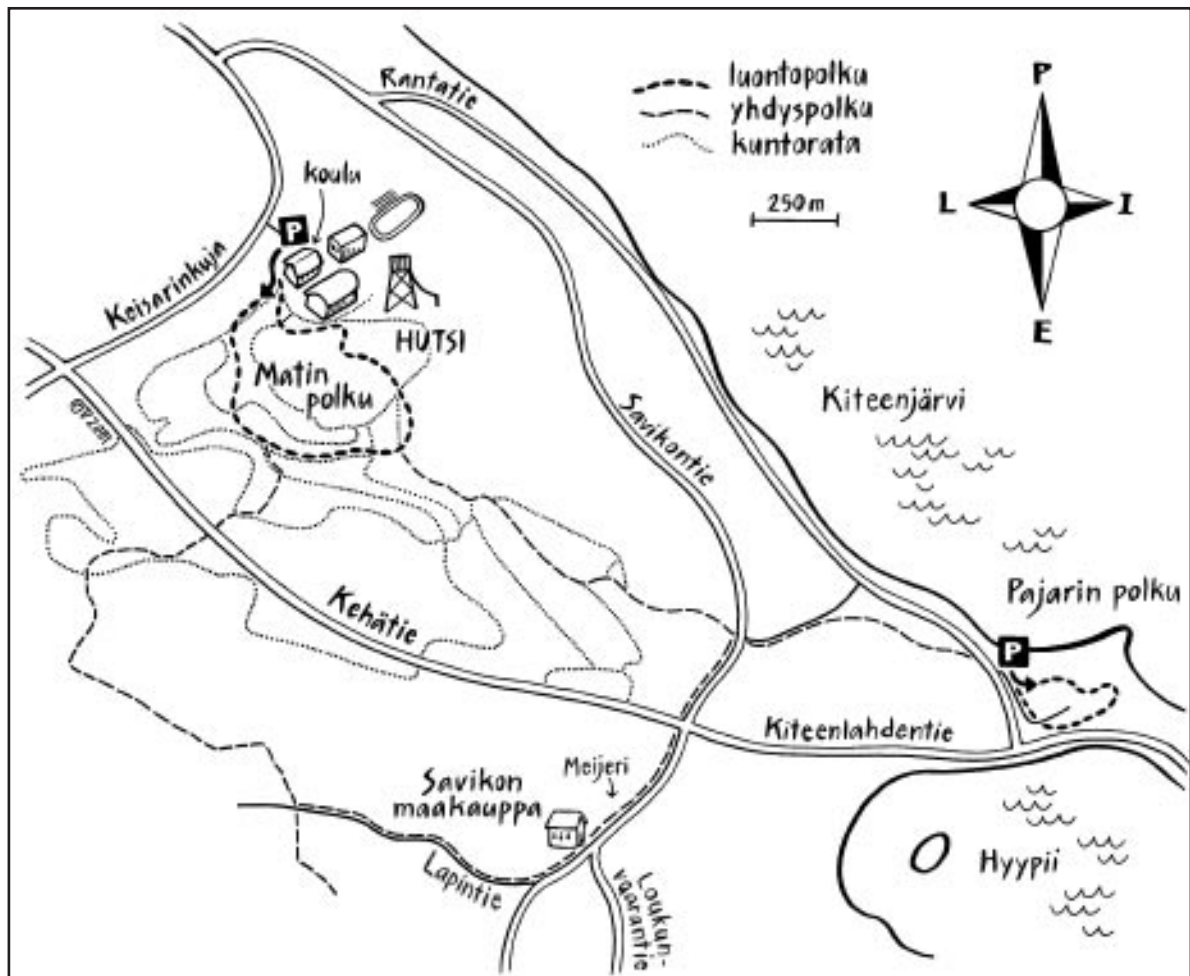 Rantatie
luontopolku
yhdyspolku
kuntorata
250 m
P
L
I
E
koulu
P
Keisarinkuja
HUTSI
Matin
polku
Savikontie
Kiteenjärvi
Kehätie
Pajarin polku
P
Kiteenlahdentie
Meijeri
Savikon
maakauppa
Lapintie
Loukun-
vaarantie
Hyypii